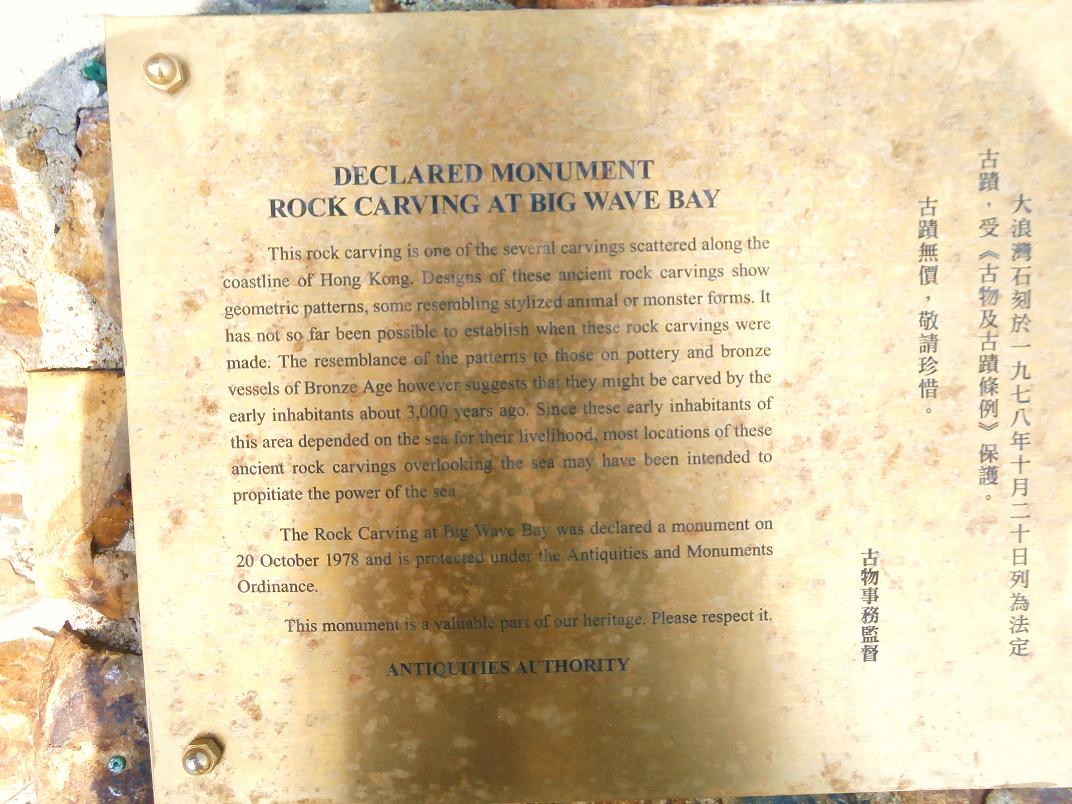 DECLARED MONUMENT
ROCK CARVING AT BIG WAVE BAY
This rock carving is one of the several carvings scattered along the
coastline of Hong Kong. Designs of these ancient rock carvings show
geometric patterns, some resembling stylized animal or monster forms. It
has not so far been possible to establish when these rock carvings were
made. The resemblance of the patterns to those on pottery and bronze
vessels of Bronze Age however suggests that they might be carved by the
early inhabitants about 3,000 years ago. Since these early inhabitants of
this area depended on the sea for their livelihood, most locations of these
ancient rock carvings overlooking the sea may have been intended to
propitiate the power of the sea.
The Rock Carving at Big Wave Bay was declared a monument on
20 October 1978 and is protected under the Antiquities and Monuments
Ordinance.
This monument is a valuable part of our heritage. Please respect it.
ANTIQUITIES AUTHORITY
大浪灣石刻於一九七八年十月二十日列為法定
古蹟，受《古物及古蹟條例》保護。
古蹟無價，敬請珍惜。
古物事務監督